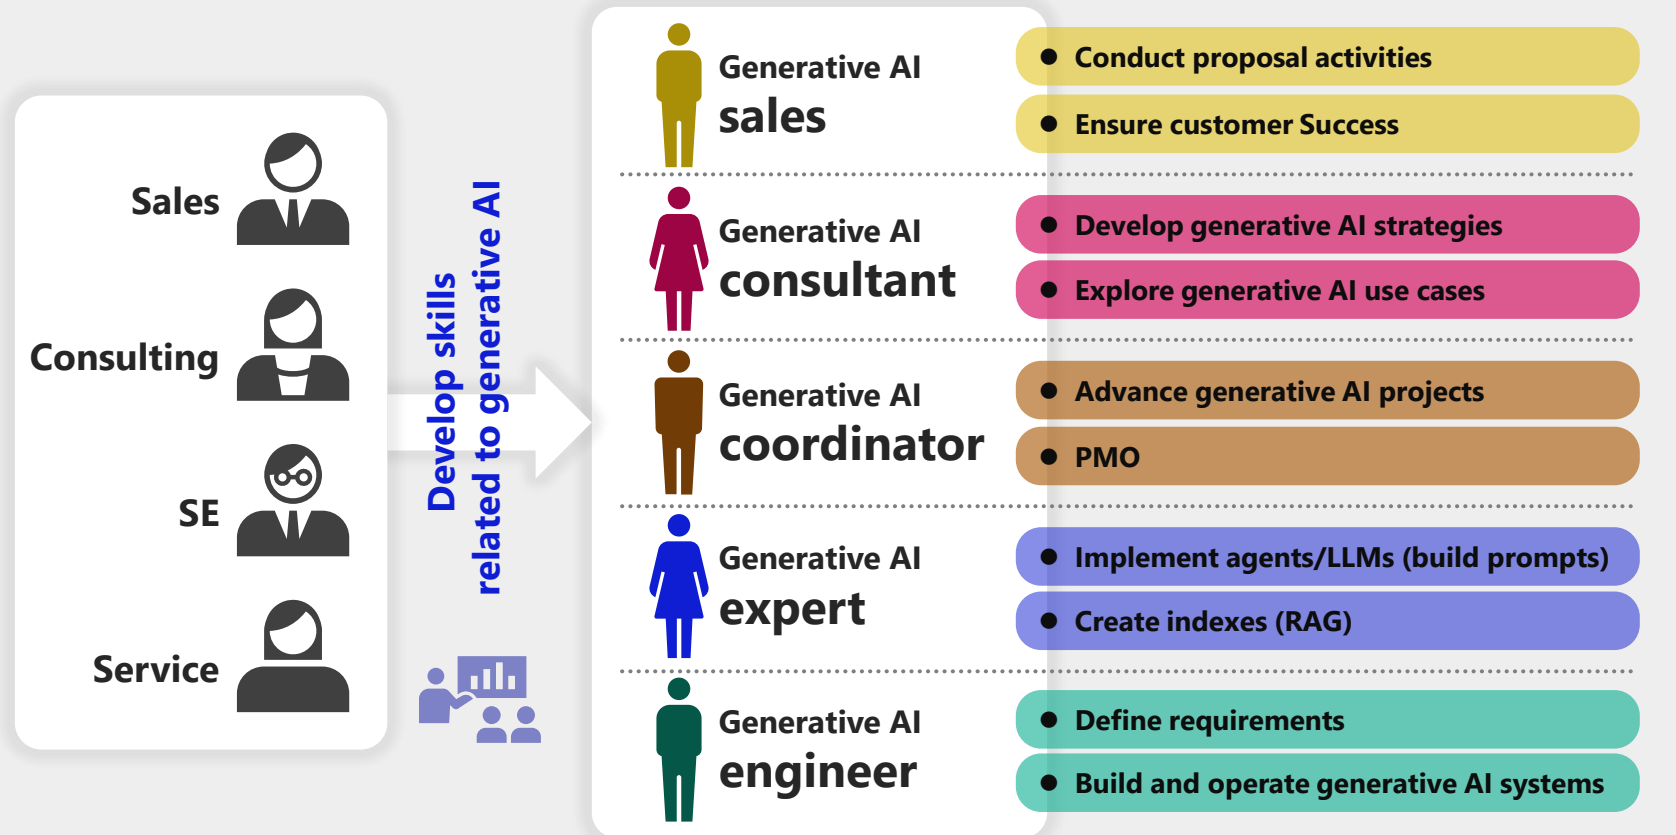 Sales
Consulting
SE
Service
Develop skills
related to generative AI
Generative AI
sales
● Conduct proposal activities
● Ensure customer Success
Generative AI
consultant
● Develop generative AI strategies
● Explore generative AI use cases
Generative AI
coordinator
● Advance generative AI projects
● PMO
Generative AI
expert
● Implement agents/LLMs (build prompts)
● Create indexes (RAG)
Generative AI
engineer
● Define requirements
● Build and operate generative AI systems